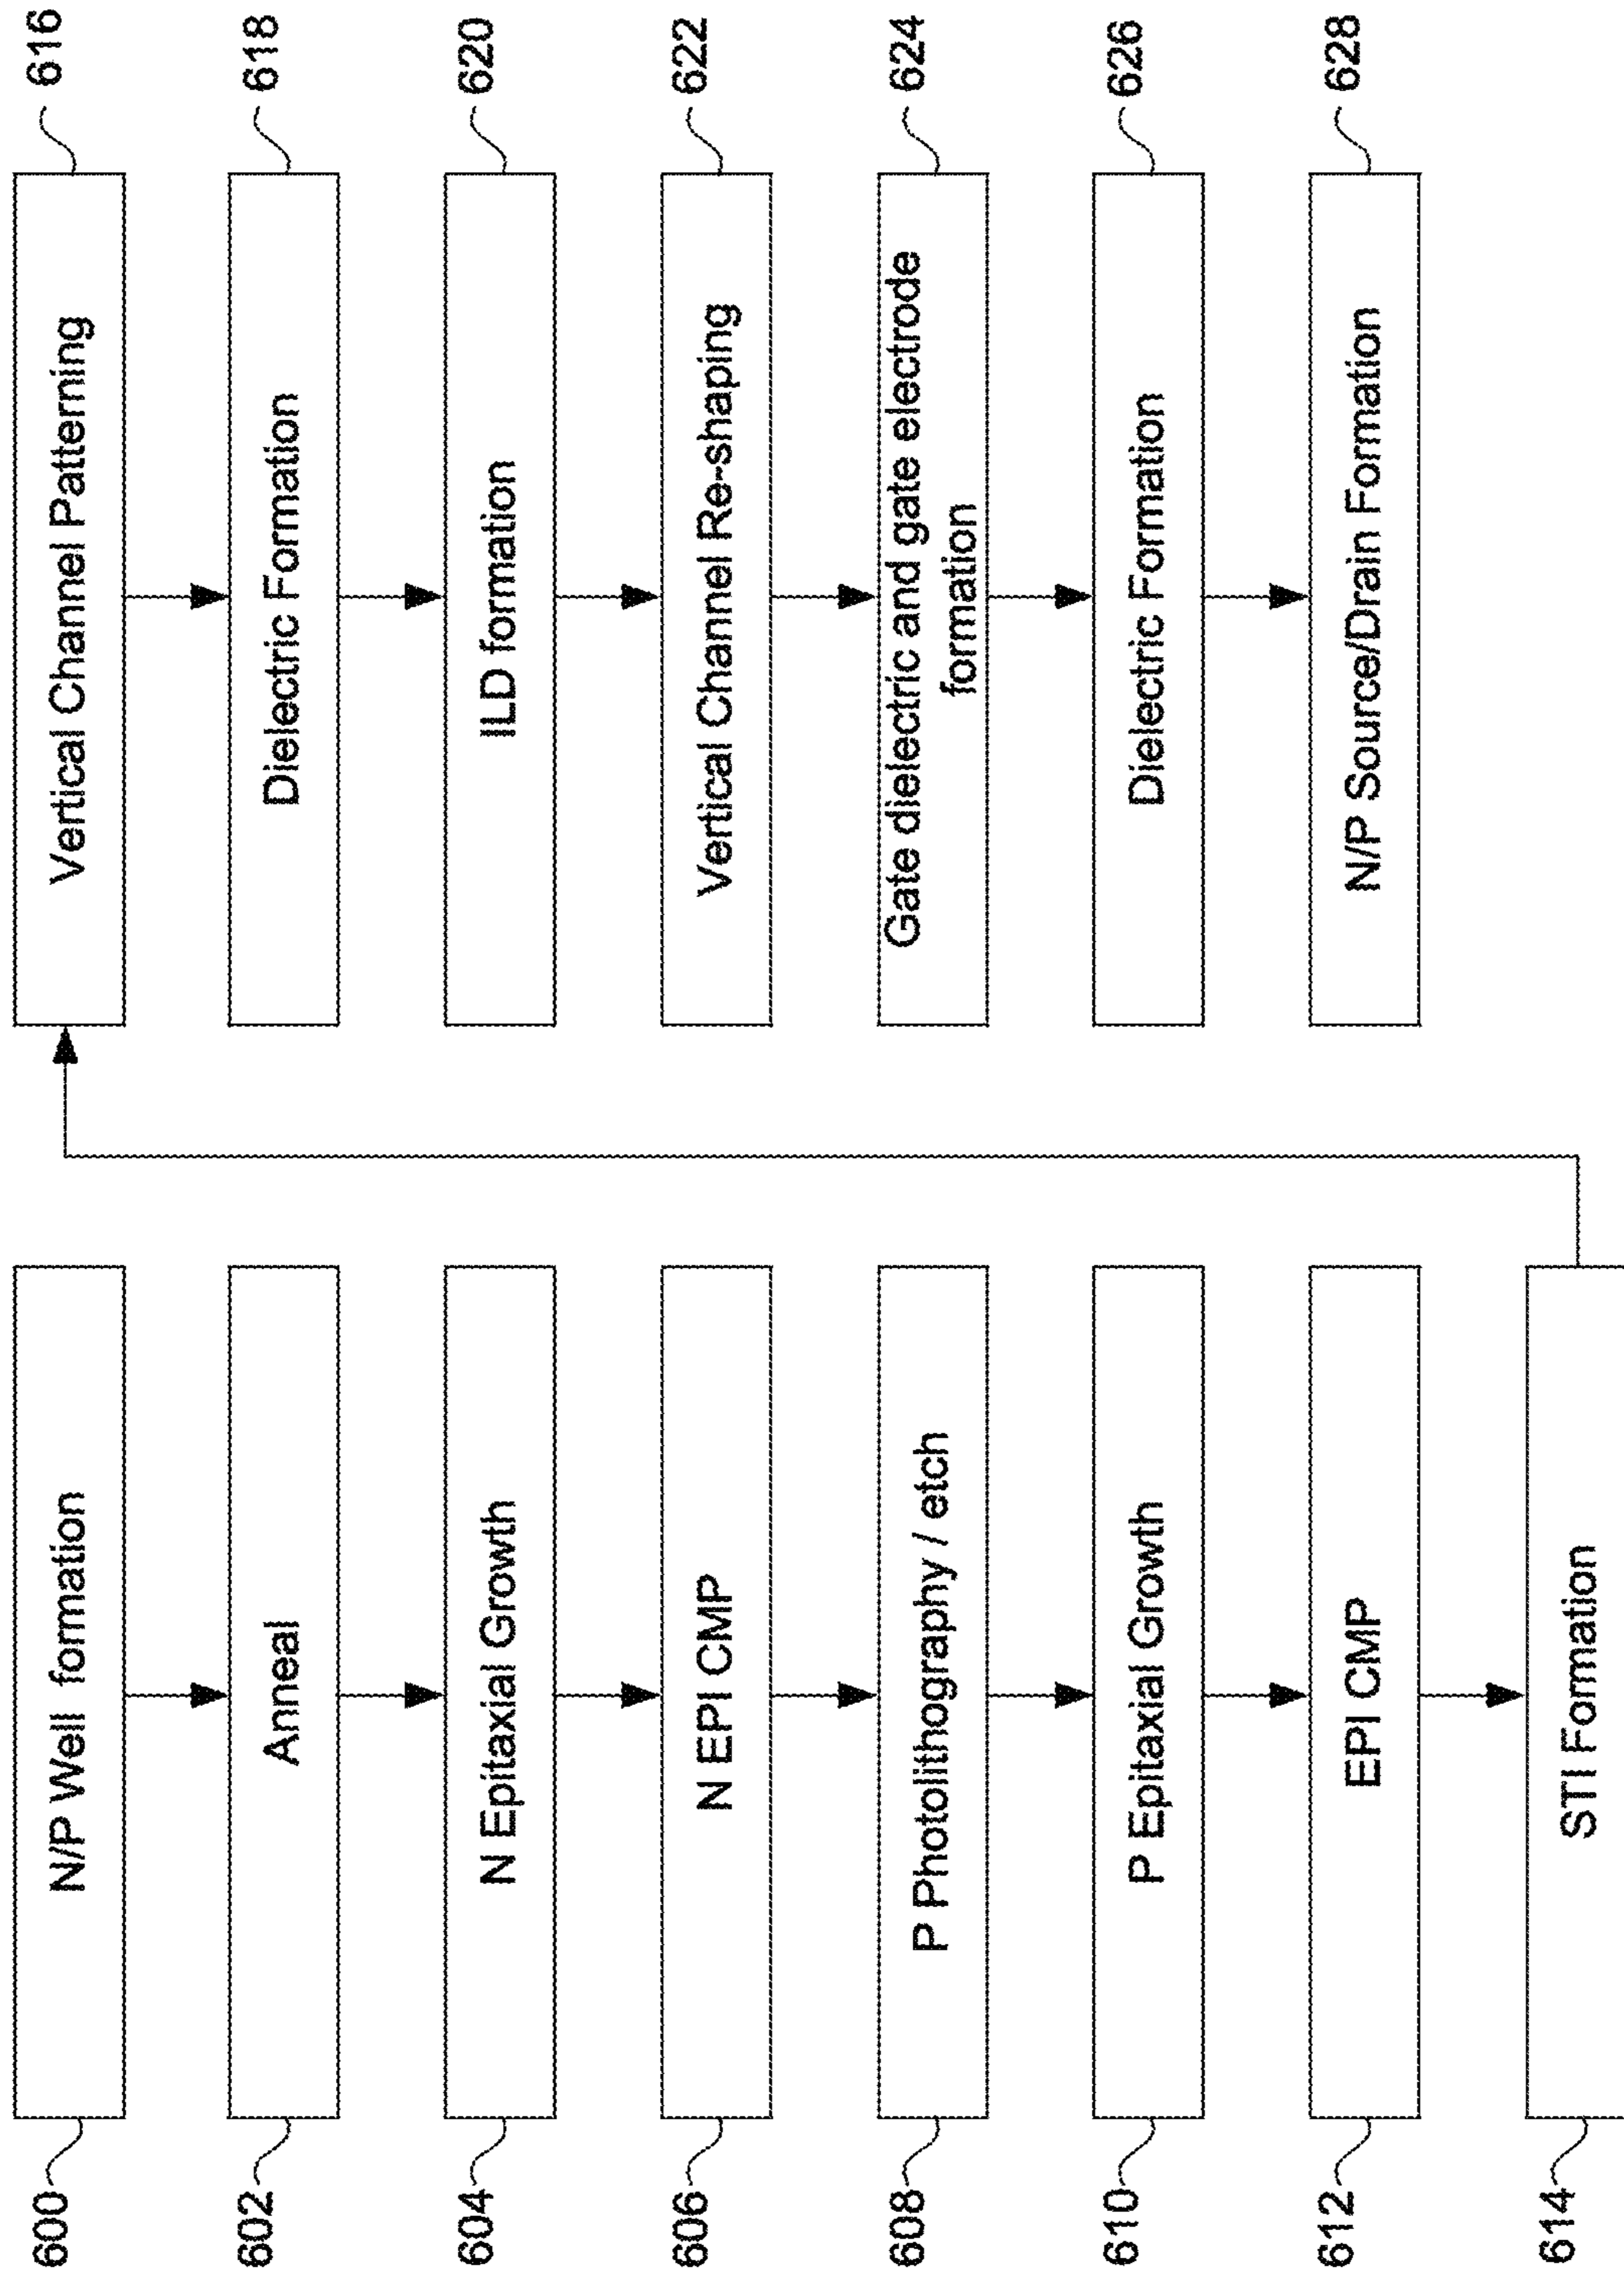 600
N/P Well formation
602
Anneal
604
N Epitaxial Growth
606
N EPI CMP
608
P Photolithography / etch
610
P Epitaxial Growth
612
EPI CMP
614
STI Formation
Vertical Channel Patterning
616
Dielectric Formation
618
ILD formation
620
Vertical Channel Re-shaping
622
Gate dielectric and gate electrode
formation
624
Dielectric Formation
626
N/P Source/Drain Formation
628